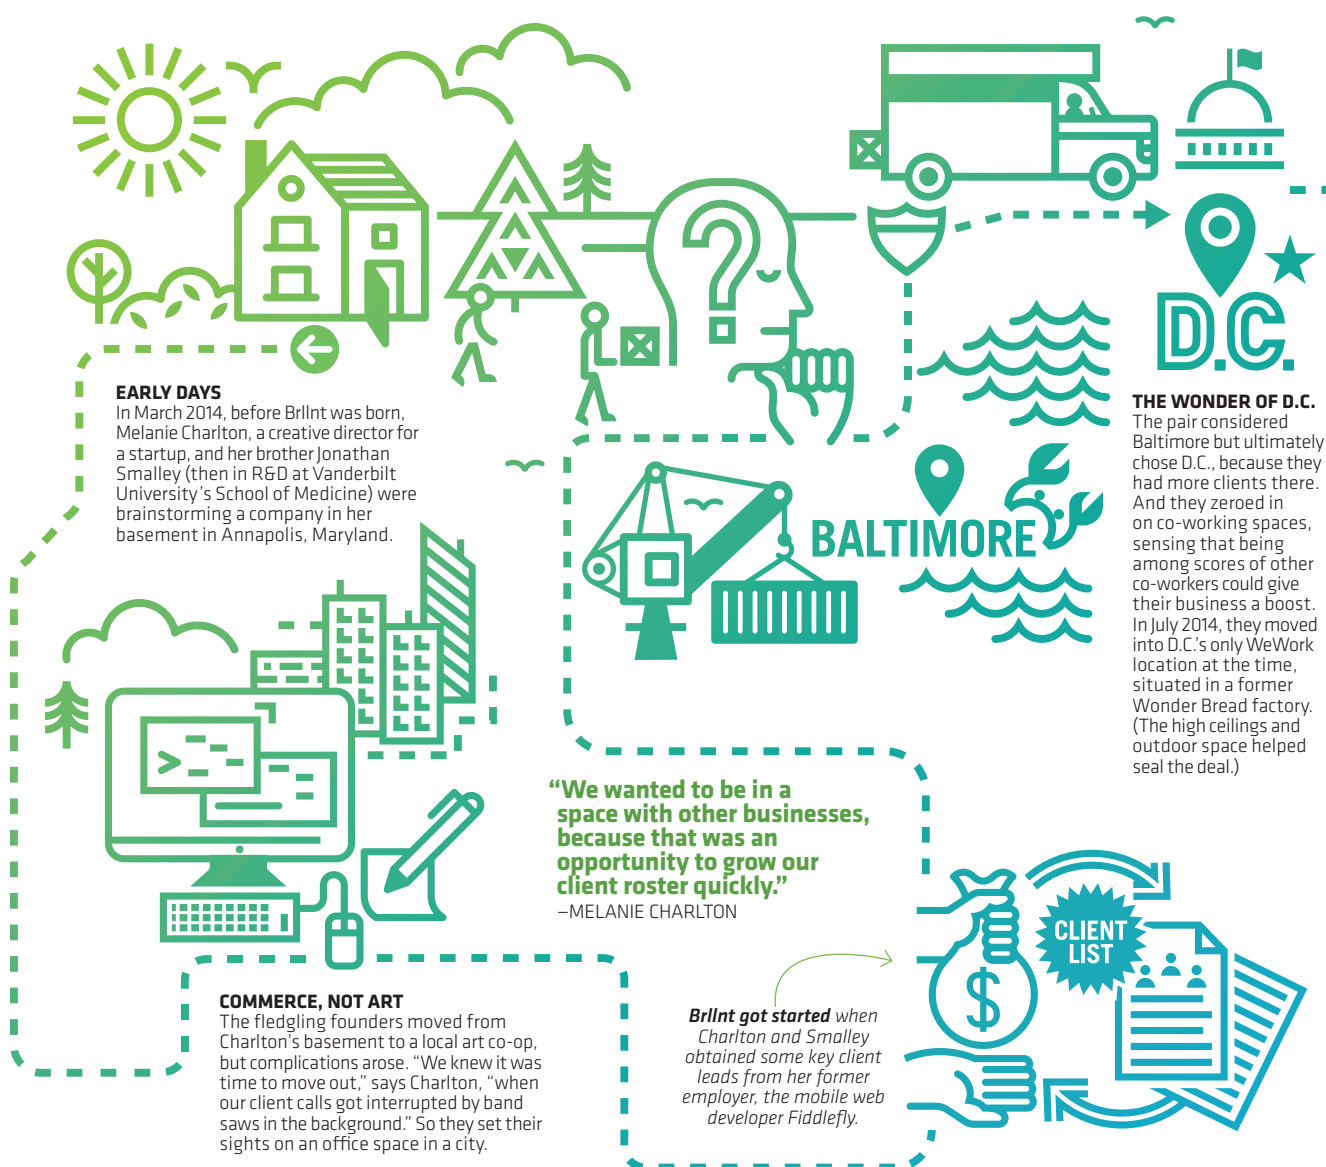 EARLY DAYS
In March 2014, before Brllnt was born,
Melanie Charlton, a creative director for
a startup, and her brother Jonathan
Smalley (then in R&D at Vanderbilt
University's School of Medicine) were
brainstorming a company in her
basement in Annapolis, Maryland.
COMMERCE, NOT ART
The fledgling founders moved from
Charlton's basement to a local art co-op,
but complications arose. “We knew it was
time to move out,” says Charlton, “when
our client calls got interrupted by band
saws in the background.” So they set their
sights on an office space in a city.
$
CLIENT
LIST
Brllnt got started when
Charlton and Smalley
obtained some key client
leads from her former
employer, the mobile web
developer Fiddlefly.
“We wanted to be in a
space with other businesses,
because that was an
opportunity to grow our
client roster quickly.”
—MELANIE CHARLTON
?
BALTIMORE
D.C.
THE WONDER OF D.C.
The pair considered
Baltimore but ultimately
chose D.C., because they
had more clients there.
And they zeroed in
on co-working spaces,
sensing that being
among scores of other
co-workers could give
their business a boost.
In July 2014, they moved
into D.C.'s only WeWork
location at the time,
situated in a former
Wonder Bread factory.
(The high ceilings and
outdoor space helped
seal the deal.)